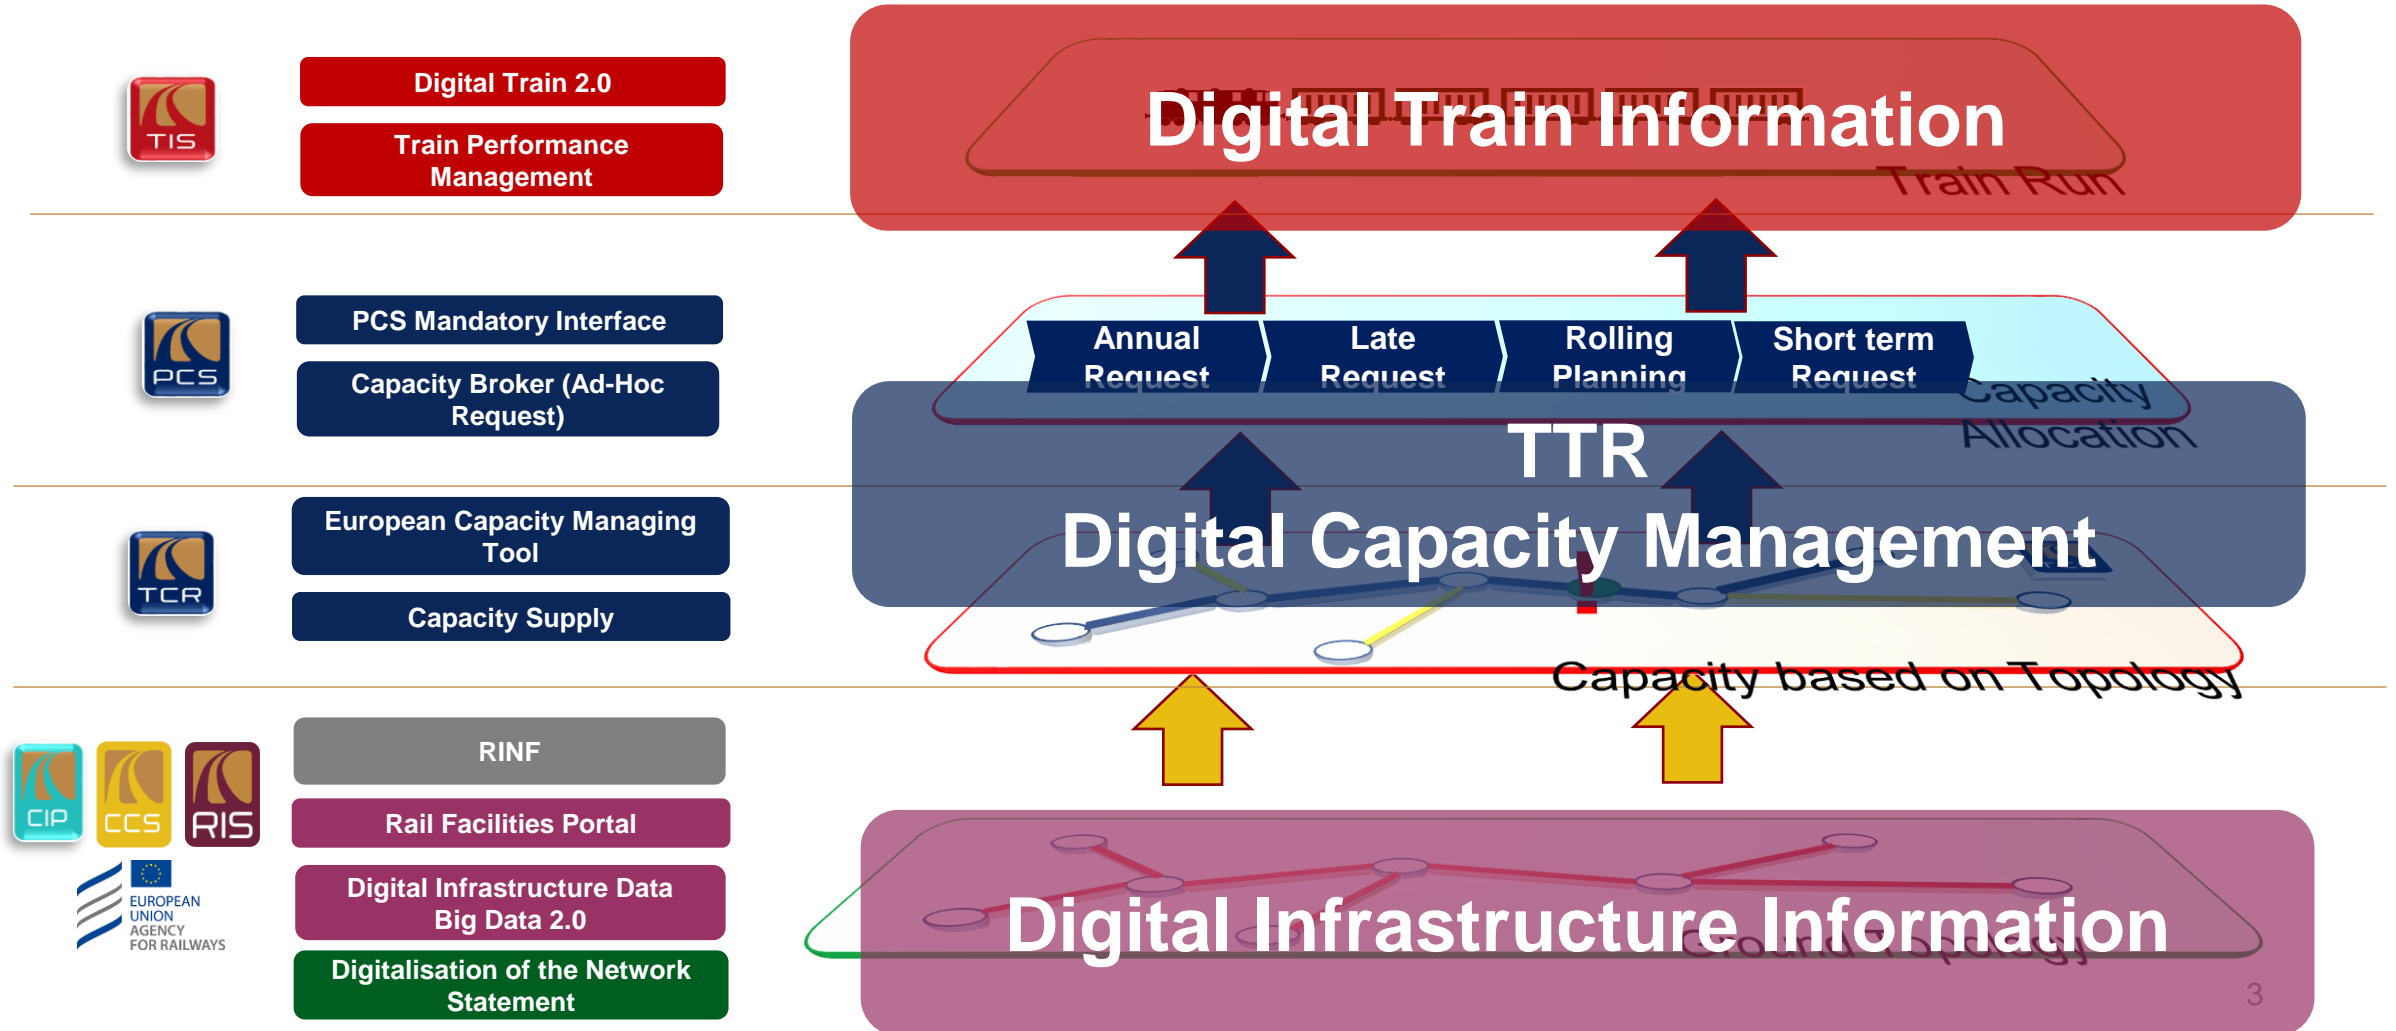 TIS
Digital Train 2.0
Train Performance
Management
Digital Train Information
Train Run
PCS
PCS Mandatory Interface
Capacity Broker (Ad-Hoc
Request)
Annual
Request
Late
Request
Rolling
Planning
Short term
Request
Capacity
Allocation
TTR
Digital Capacity Management
TCR
European Capacity Managing
Tool
Capacity Supply
Capacity based on Topology
CIP
CCS
RIS
EUROPEAN
UNION
AGENCY
FOR RAILWAYS
RINF
Rail Facilities Portal
Digital Infrastructure Data
Big Data 2.0
Digitalisation of the Network
Statement
Digital Infrastructure Information
Ground Topology
3